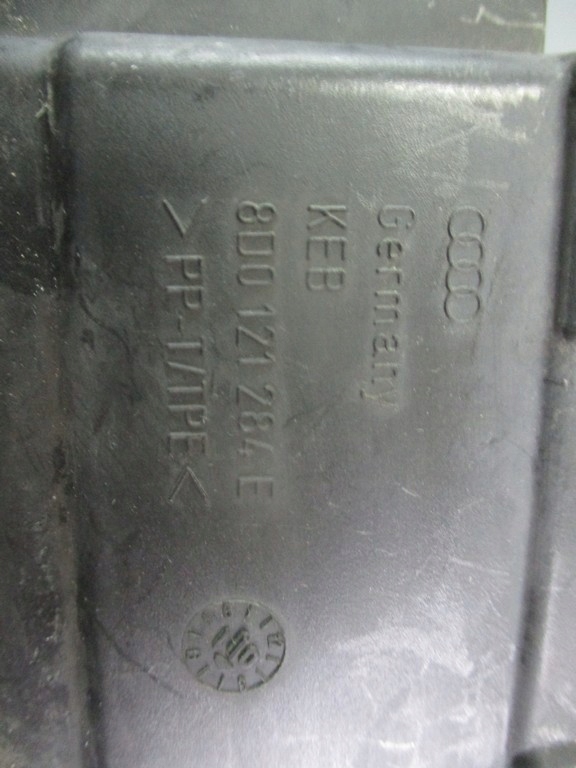 Germany
KEB
8D0 121 284 E
> PP-I/TPE <